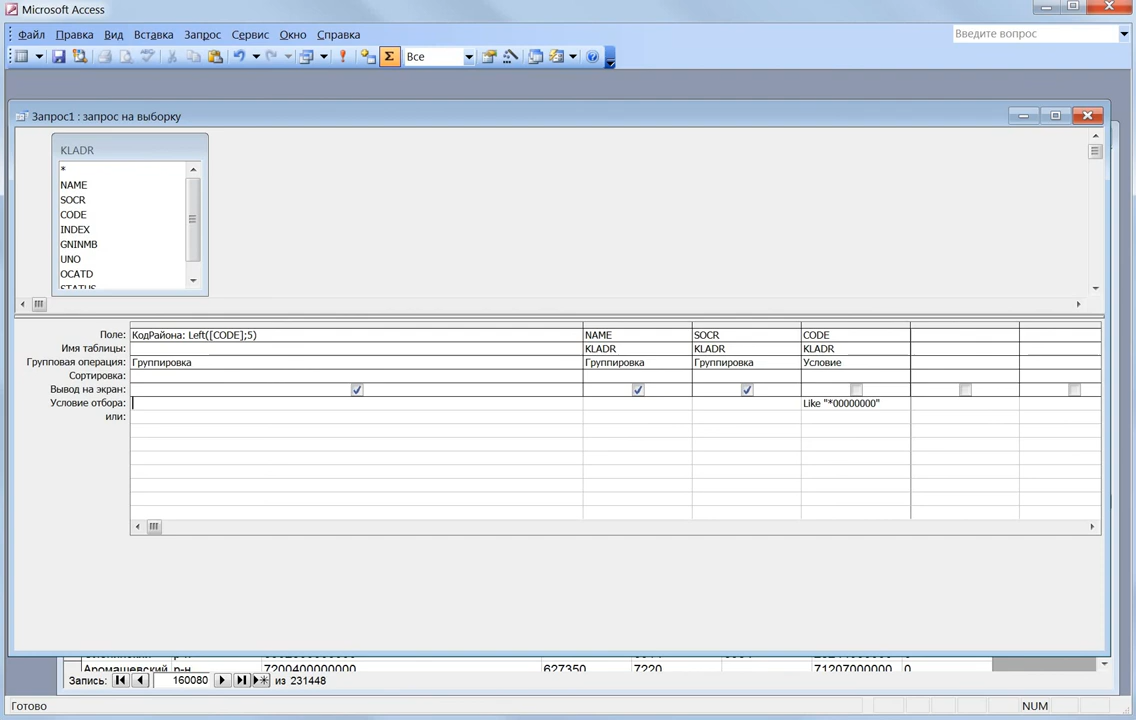 Microsoft Access
Файл Правка Вид Вставка Запрос Сервис Окно Справка Введите вопрос
Все
Запрос1 : запрос на выборку
KLADR
*
NAME
SOCR
CODE
INDEX
GNINMB
UNO
OCATD
STATUS
Поле: КодРайона: Left([CODE];5) NAME SOCR CODE
Имя таблицы: KLADR KLADR KLADR
Групповая операция: Группировка Группировка Группировка Условие
Сортировка:
Вывод на экран:
Условие отбора: Like "*00000000"
или:
Аромашевский р-н 7200400000000 627350 7220 71207000000 0
Запись: 160080 из 231448
Готово NUM